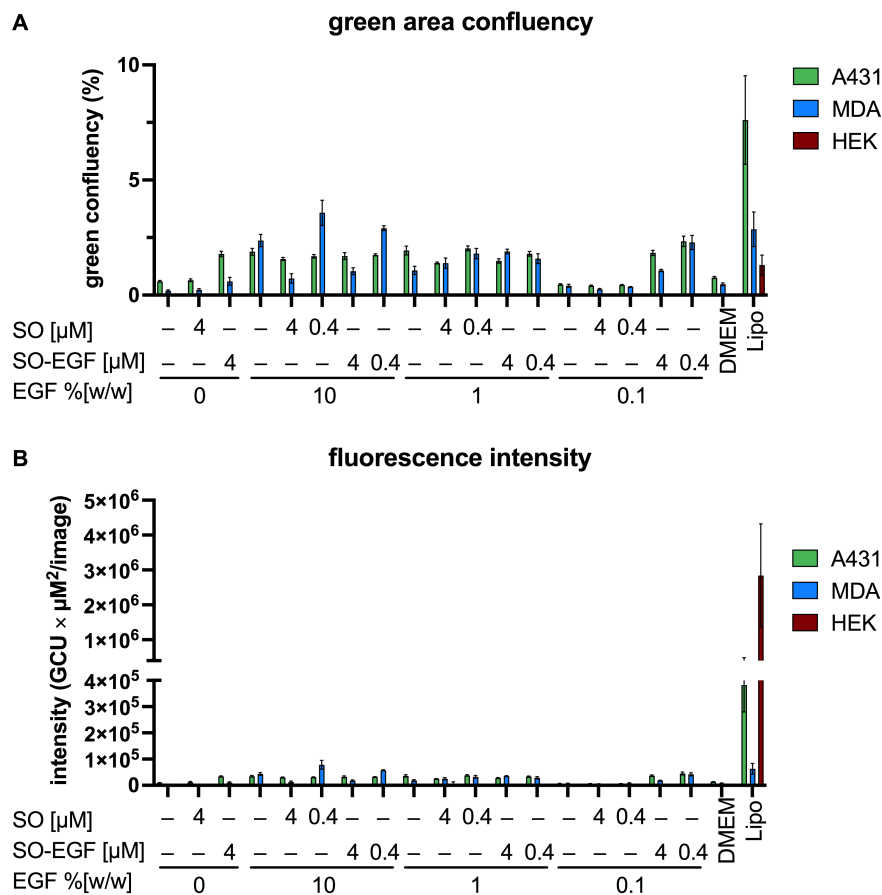 A
green area confluency
10
5
0
green confluency (%)
A431
MDA
HEK
SO [µM] – 4 – – 4 0.4 – – – 4 0.4 – – – 4 0.4 – –
SO-EGF [µM] – – 4 – – – 4 0.4 – – – 4 0.4 – – – 4 0.4
EGF %[w/w] 0 10 1 0.1
DMEM
Lipo
B
fluorescence intensity
5×10⁶
4×10⁶
3×10⁶
2×10⁶
1×10⁶
4×10⁵
3×10⁵
2×10⁵
1×10⁵
0
intensity (GCU × µM²/image)
A431
MDA
HEK
SO [µM] – 4 – – 4 0.4 – – – 4 0.4 – – – 4 0.4 – –
SO-EGF [µM] – – 4 – – – 4 0.4 – – – 4 0.4 – – – 4 0.4
EGF %[w/w] 0 10 1 0.1
DMEM
Lipo